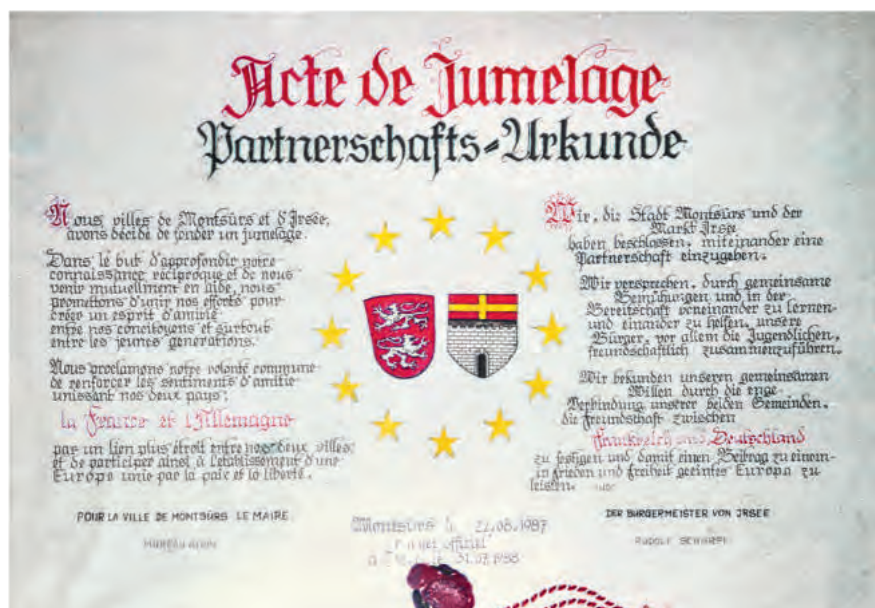 Acte de Jumelage
Partnerschafts-Urkunde
Nous, villes de Montsûrs et d'Irsee,
avons décidé de fonder un jumelage.
Dans le but d'approfondir notre
connaissance réciproque et de nous
venir mutuellement en aide, nous
promettons d'unir nos efforts pour
créer un esprit d'amitié
entre nos concitoyens et surtout
entre les jeunes générations.
Nous proclamons notre volonté commune
de renforcer les sentiments d'amitié
unissant nos deux pays:
la France et l'Allemagne
par un lien plus étroit entre nos deux villes
et de participer ainsi à l'établissement d'une
Europe unie par la paix et la liberté.
POUR LA VILLE DE MONTSÛRS LE MAIRE
Wir, die Stadt Montsûrs und der
Markt Irsee
haben beschlossen, miteinander eine
Partnerschaft einzugehen.
Wir versprechen, durch gemeinsame
Bemühungen und in der
Bereitschaft voneinander zu lernen
und einander zu helfen, unsere
Bürger, vor allem die Jugendlichen,
freundschaftlich zusammenzuführen.
Wir bekunden unseren gemeinsamen
Willen durch die enge
Verbindung unserer beiden Gemeinden,
die Freundschaft zwischen
Frankreich und Deutschland
zu festigen und damit einen Beitrag zu einem
in Frieden und Freiheit geeinten Europa zu
leisten.
DER BÜRGERMEISTER VON IRSEE
RUDOLF
Montsûrs 08.1987
officiel
31.07.1988